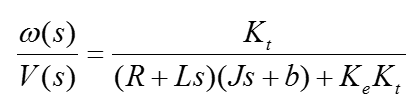 ω(s)/V(s) = K_t/((R + Ls)(Js + b) + K_e K_t)